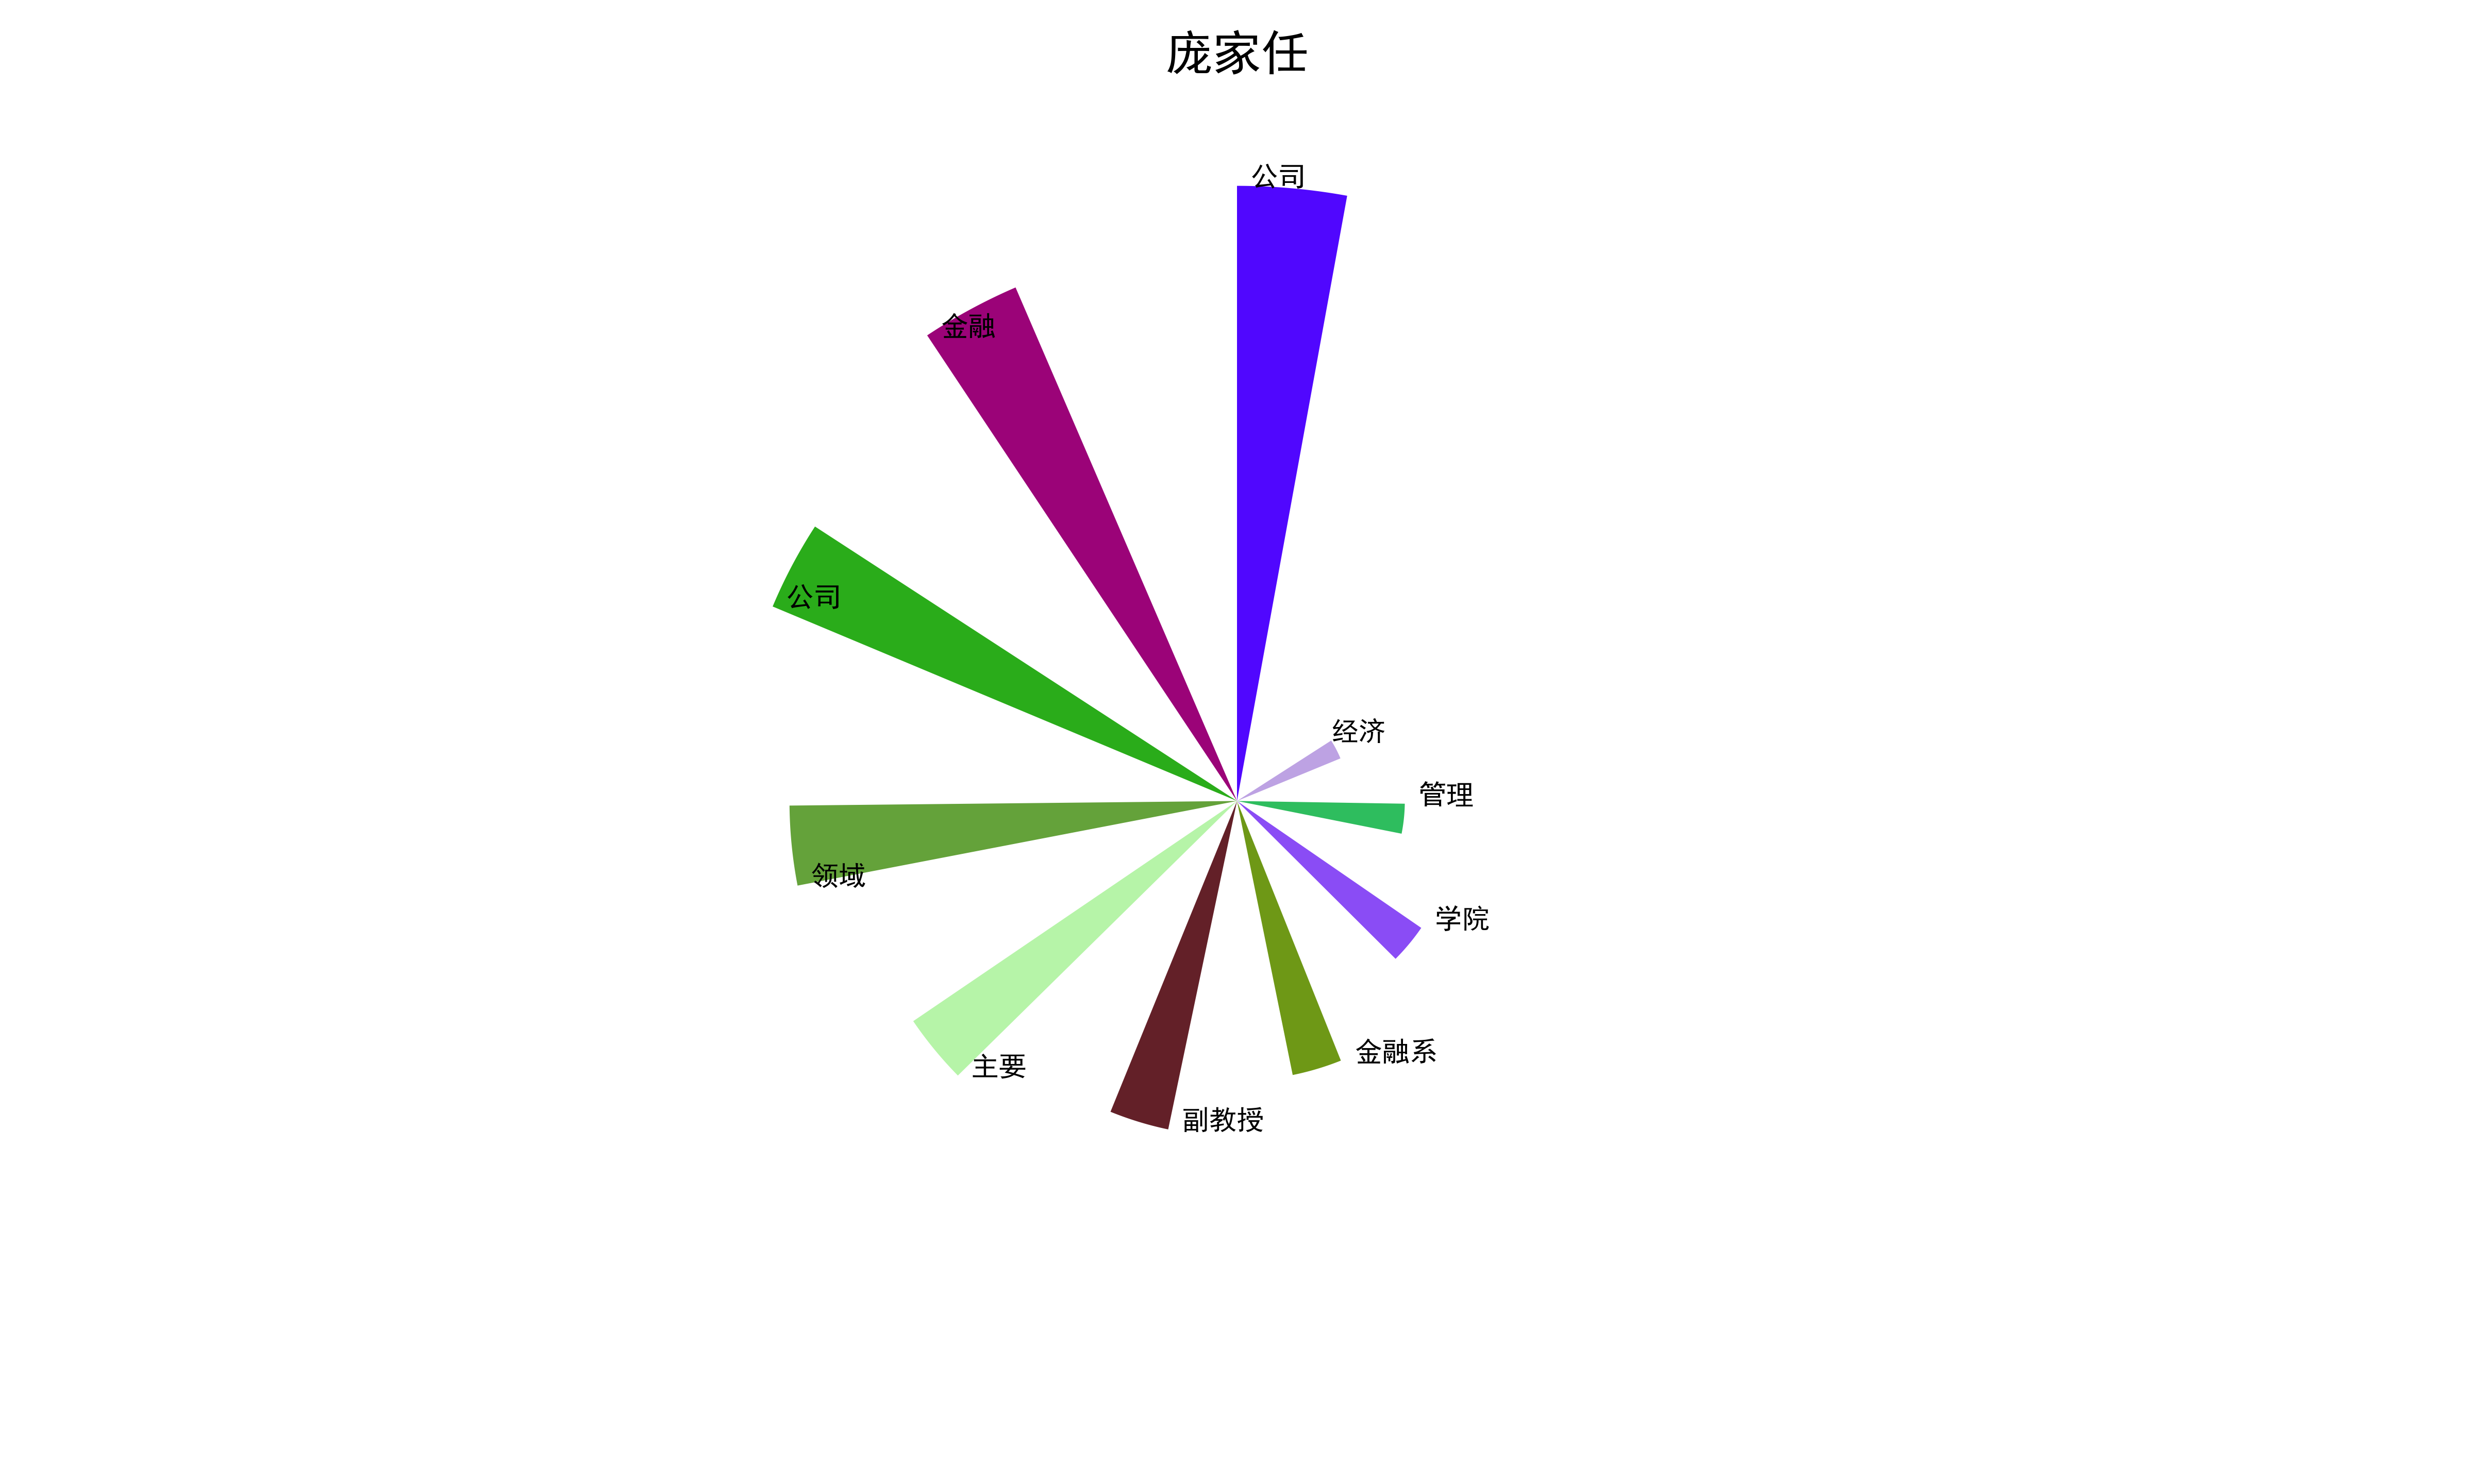 庞家任
公司
金融
公司
经济
管理
领域
学院
金融系
主要
副教授